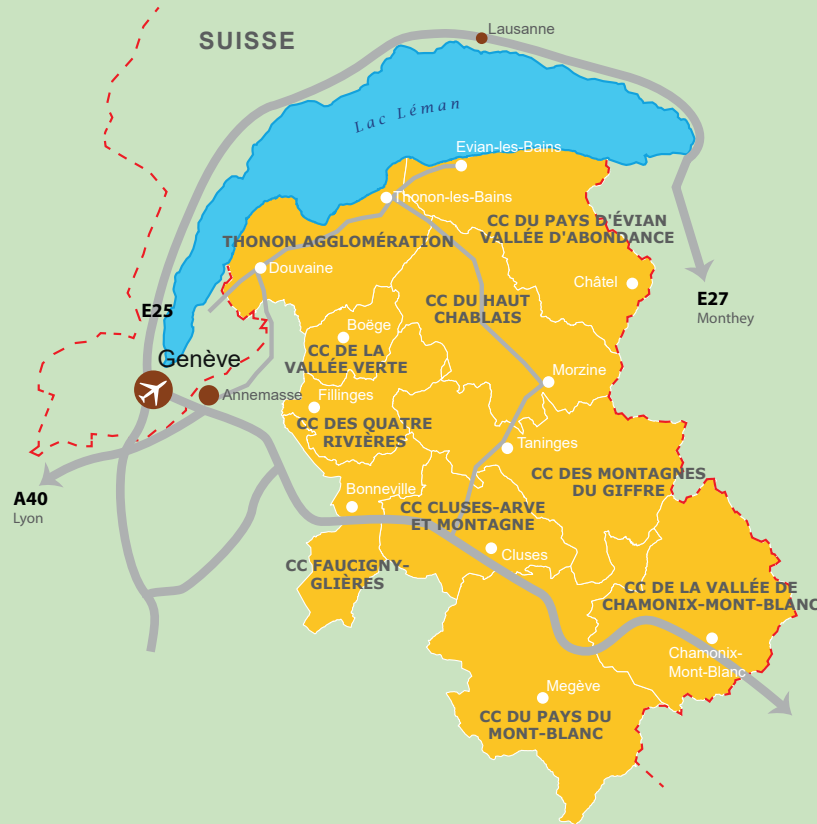 SUISSE
Lausanne
Lac Léman
Evian-les-Bains
Thonon-les-Bains
CC DU PAYS D'ÉVIAN
VALLÉE D'ABONDANCE
THONON AGGLOMÉRATION
Douvaine
Châtel
E25
CC DU HAUT
CHABLAIS
E27
Monthey
Boëge
CC DE LA
VALLÉE VERTE
Genève
Morzine
Annemasse
Fillinges
CC DES QUATRE
RIVIÈRES
Taninges
CC DES MONTAGNES
DU GIFFRE
A40
Lyon
Bonneville
CC CLUSES-ARVE
ET MONTAGNE
Cluses
CC FAUCIGNY-
GLIÈRES
CC DE LA VALLÉE DE
CHAMONIX-MONT-BLANC
Chamonix-
Mont-Blanc
Megève
CC DU PAYS DU
MONT-BLANC